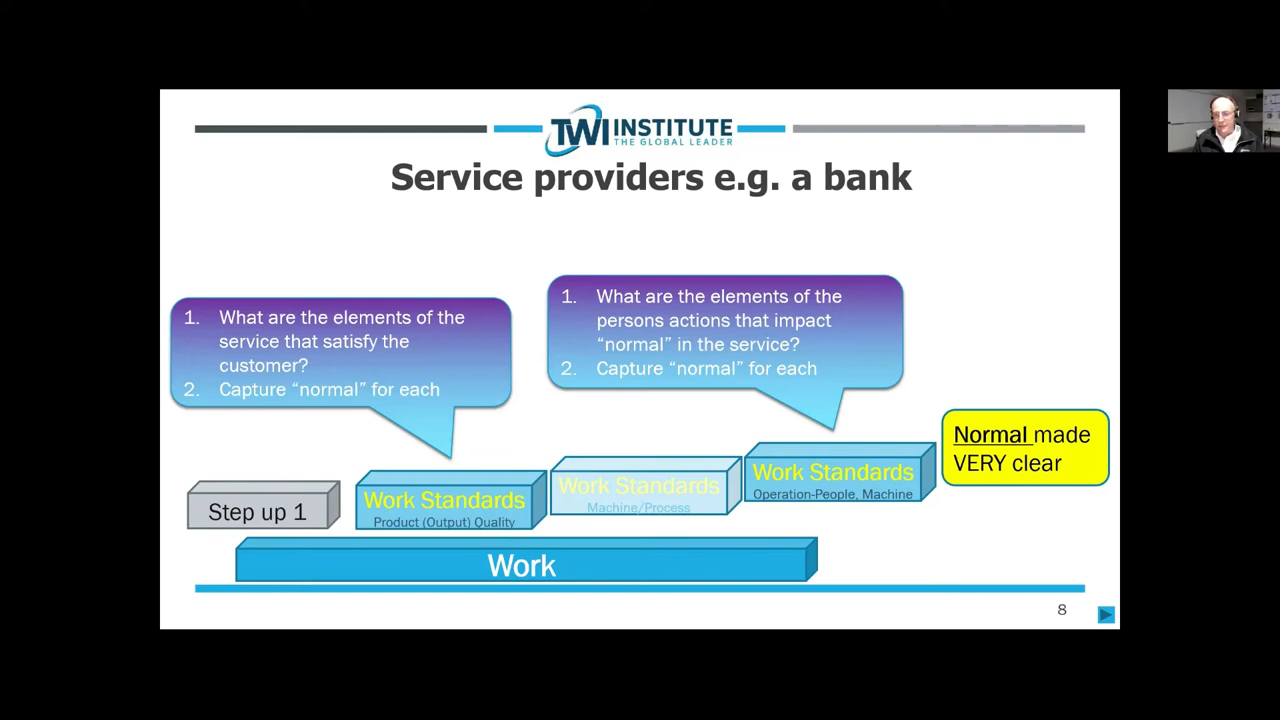 TWI INSTITUTE
THE GLOBAL LEADER
Service providers e.g. a bank
1. What are the elements of the
service that satisfy the
customer?
2. Capture “normal” for each
1. What are the elements of the
persons actions that impact
“normal” in the service?
2. Capture “normal” for each
Normal made
VERY clear
Step up 1
Work Standards
Product (Output) Quality
Work Standards
Machine/Process
Work Standards
Operation-People, Machine
Work
8